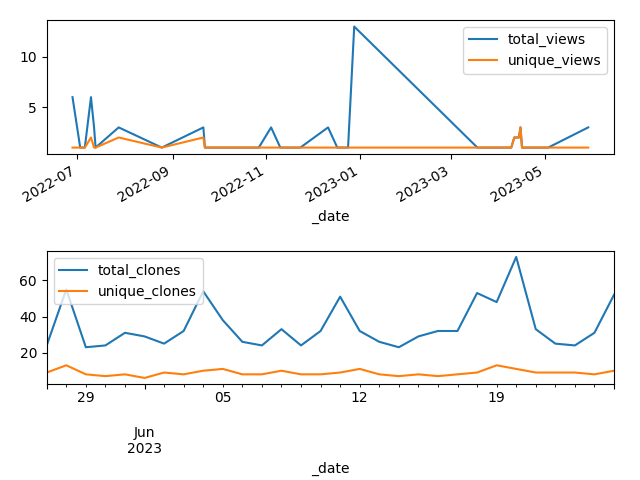 total_views
unique_views
10
5
2022-07
2022-09
2022-11
2023-01
2023-03
2023-05
_date
total_clones
unique_clones
60
40
20
29
05
12
19
Jun
2023
_date